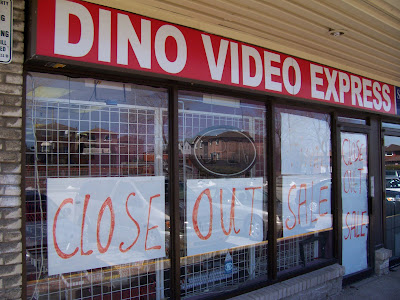 DINO VIDEO EXPRESS
CLOSE OUT SALE
CLOSE
OUT
SALE